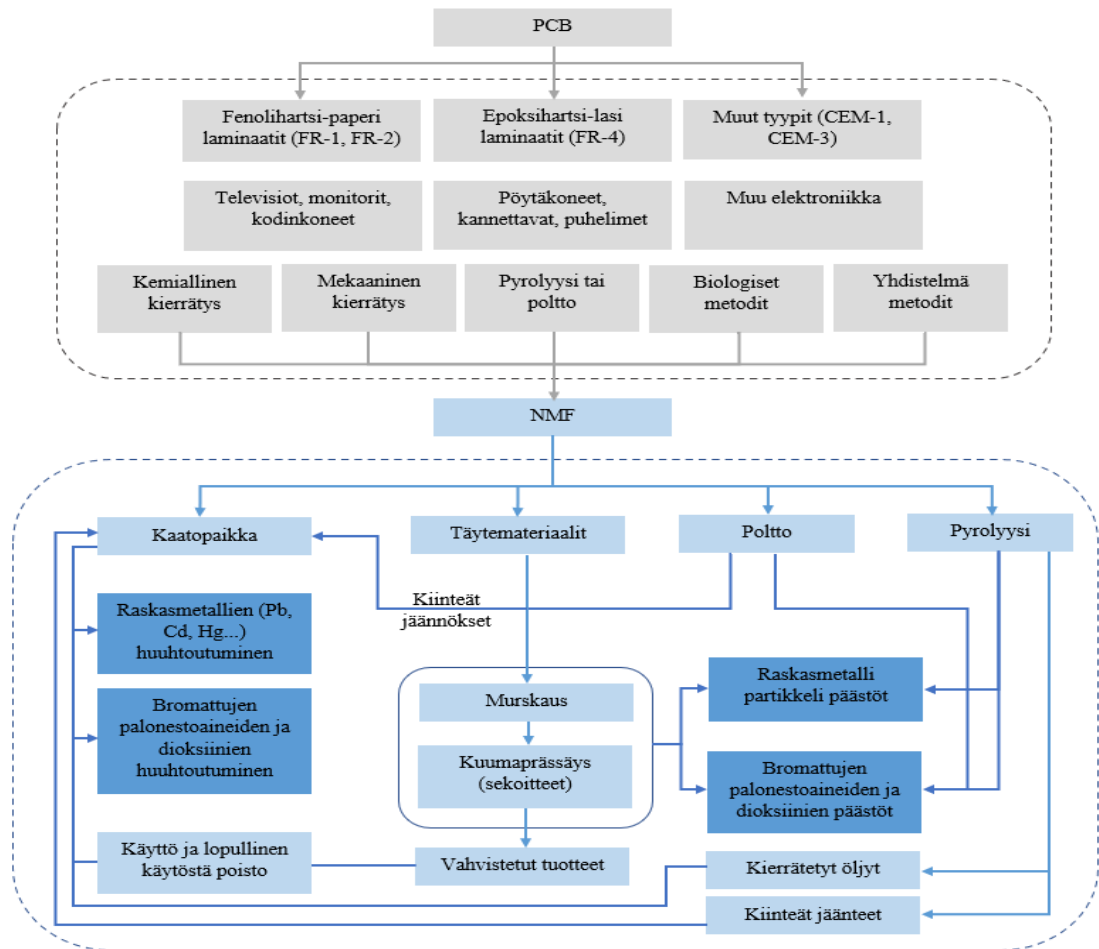 PCB
Fenolihartsi-paperi
laminaatit (FR-1, FR-2)
Epoksihartsi-lasi
laminaatit (FR-4)
Muut tyypit (CEM-1,
CEM-3)
Televisiot, monitorit,
kodinkoneet
Pöytäkoneet,
kannettavat, puhelimet
Muu elektroniikka
Kemiallinen
kierrätys
Mekaaninen
kierrätys
Pyrolyysi tai
poltto
Biologiset
metodit
Yhdistelmä
metodit
NMF
Kaatopaikka
Täytemateriaalit
Poltto
Pyrolyysi
Kiinteät
jäännökset
Raskasmetallien (Pb,
Cd, Hg...)
huuhtoutuminen
Bromattujen
palonestoaineiden ja
dioksiinien
huuhtoutuminen
Murskaus
Kuumaprässäys
(sekoitteet)
Raskasmetalli
partikkeli päästöt
Bromattujen
palonestoaineiden ja
dioksiinien päästöt
Käyttö ja lopullinen
käytöstä poisto
Vahvistetut tuotteet
Kierrätetyt öljyt
Kiinteät jäänteet